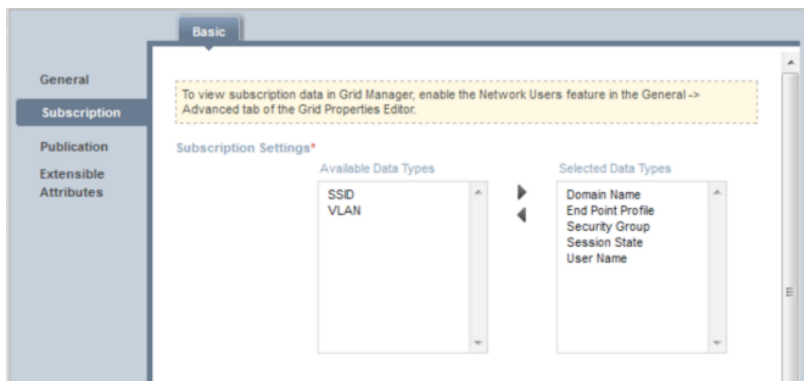 Basic
General
Subscription
Publication
Extensible
Attributes
To view subscription data in Grid Manager, enable the Network Users feature in the General ->
Advanced tab of the Grid Properties Editor.
Subscription Settings*
Available Data Types
SSID
VLAN
Selected Data Types
Domain Name
End Point Profile
Security Group
Session State
User Name